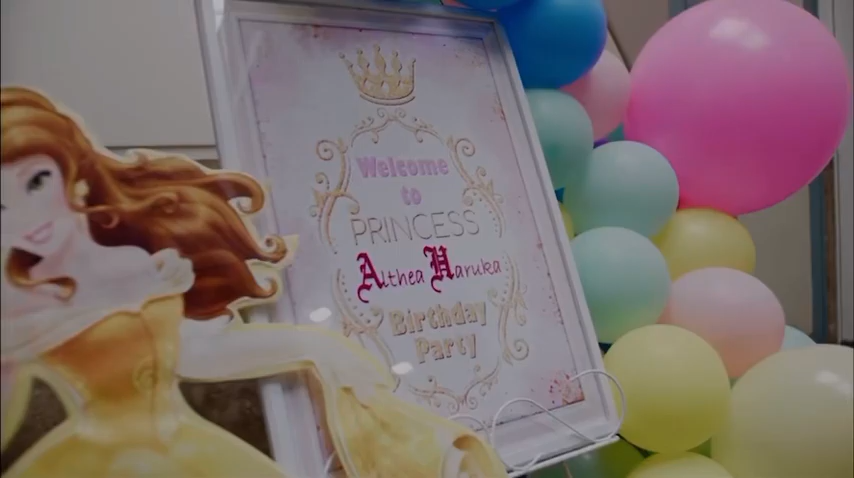 Welcome
to
PRINCESS
Althea Haruka
Birthday
Party